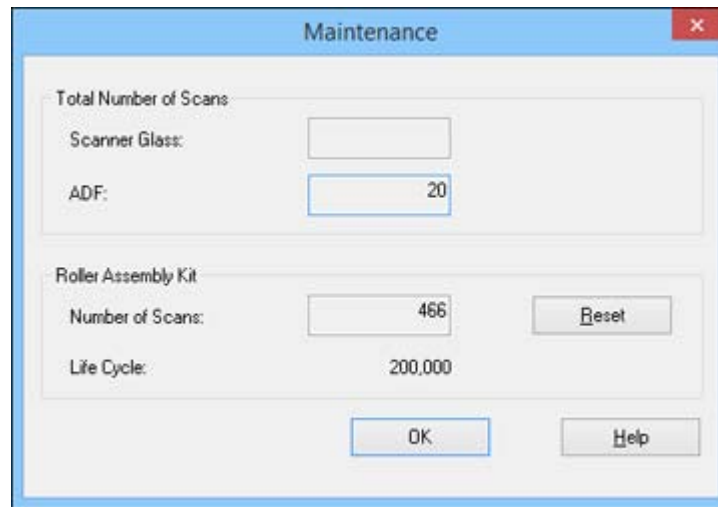 Maintenance
Total Number of Scans
Scanner Glass:
ADF: 20
Roller Assembly Kit
Number of Scans: 466 Reset
Life Cycle: 200,000
OK Help